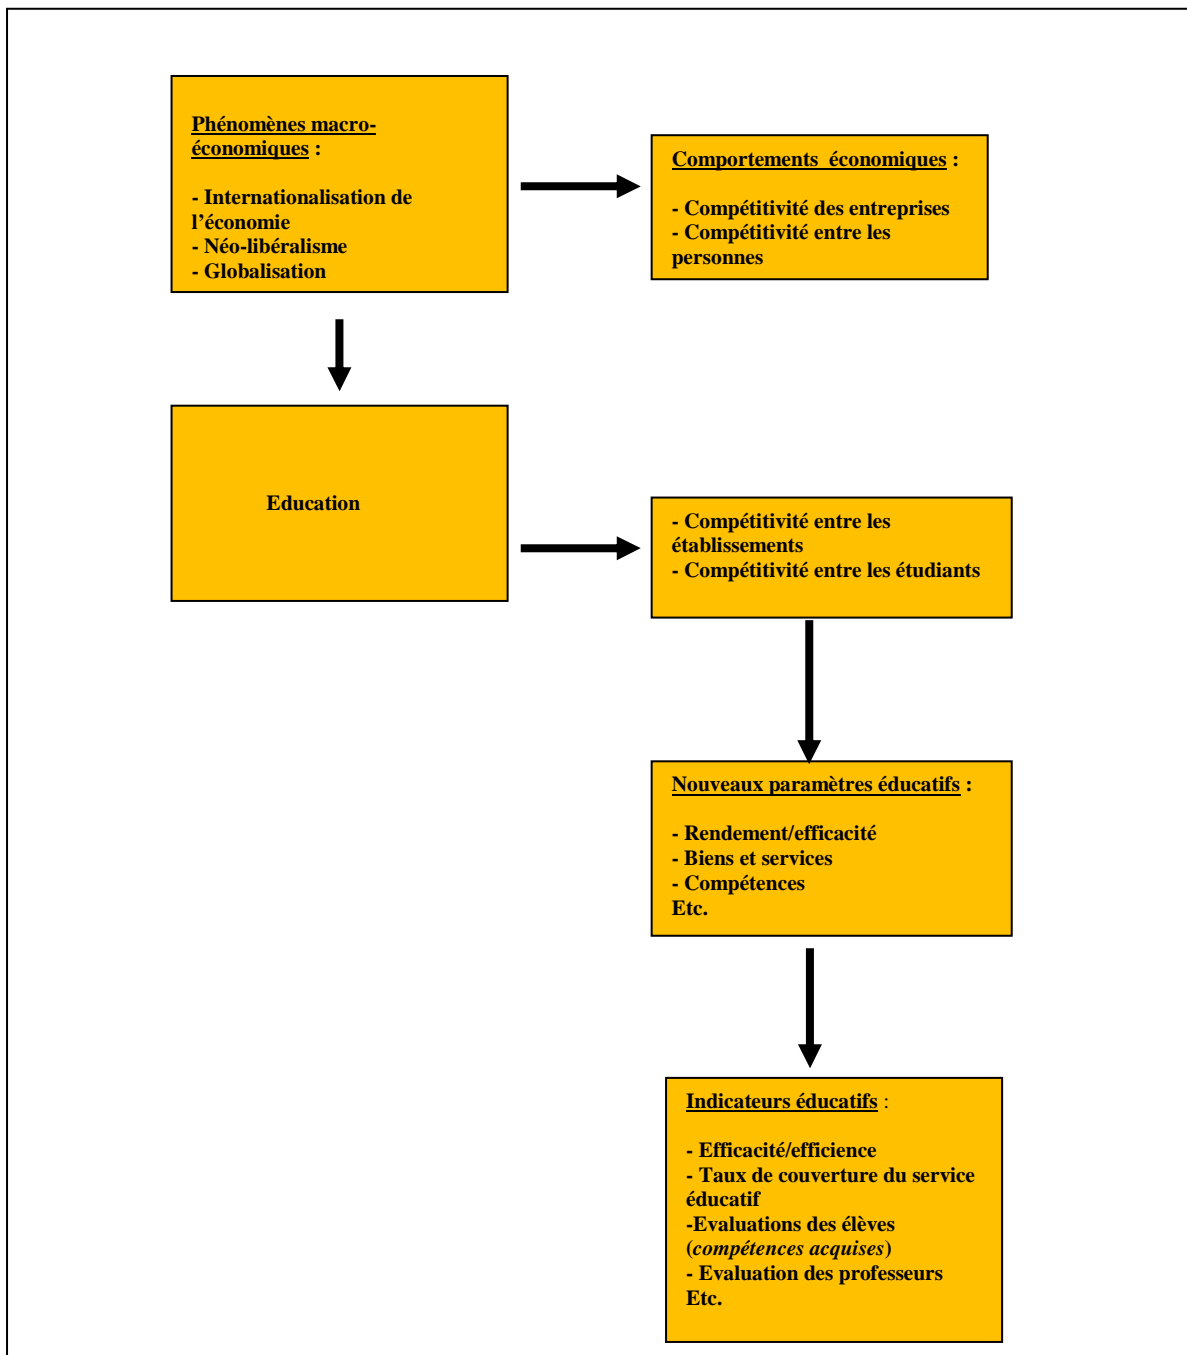 Phénomènes macro-
économiques :
- Internationalisation de
l’économie
- Néo-libéralisme
- Globalisation
Comportements économiques :
- Compétitivité des entreprises
- Compétitivité entre les
personnes
Education
- Compétitivité entre les
établissements
- Compétitivité entre les étudiants
Nouveaux paramètres éducatifs :
- Rendement/efficacité
- Biens et services
- Compétences
Etc.
Indicateurs éducatifs :
- Efficacité/efficience
- Taux de couverture du service
éducatif
-Evaluations des élèves
(compétences acquises)
- Evaluation des professeurs
Etc.